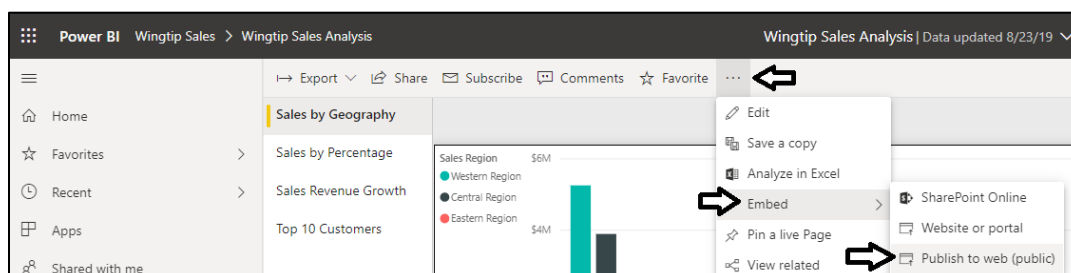 Power BI Wingtip Sales > Wingtip Sales Analysis
Wingtip Sales Analysis | Data updated 8/23/19
Export Share Subscribe Comments Favorite ...
Home
Favorites
Recent
Apps
Shared with me
Sales by Geography
Sales by Percentage
Sales Revenue Growth
Top 10 Customers
Sales Region
Western Region
Central Region
Eastern Region
$6M
$4M
Edit
Save a copy
Analyze in Excel
Embed
Pin a live Page
View related
SharePoint Online
Website or portal
Publish to web (public)